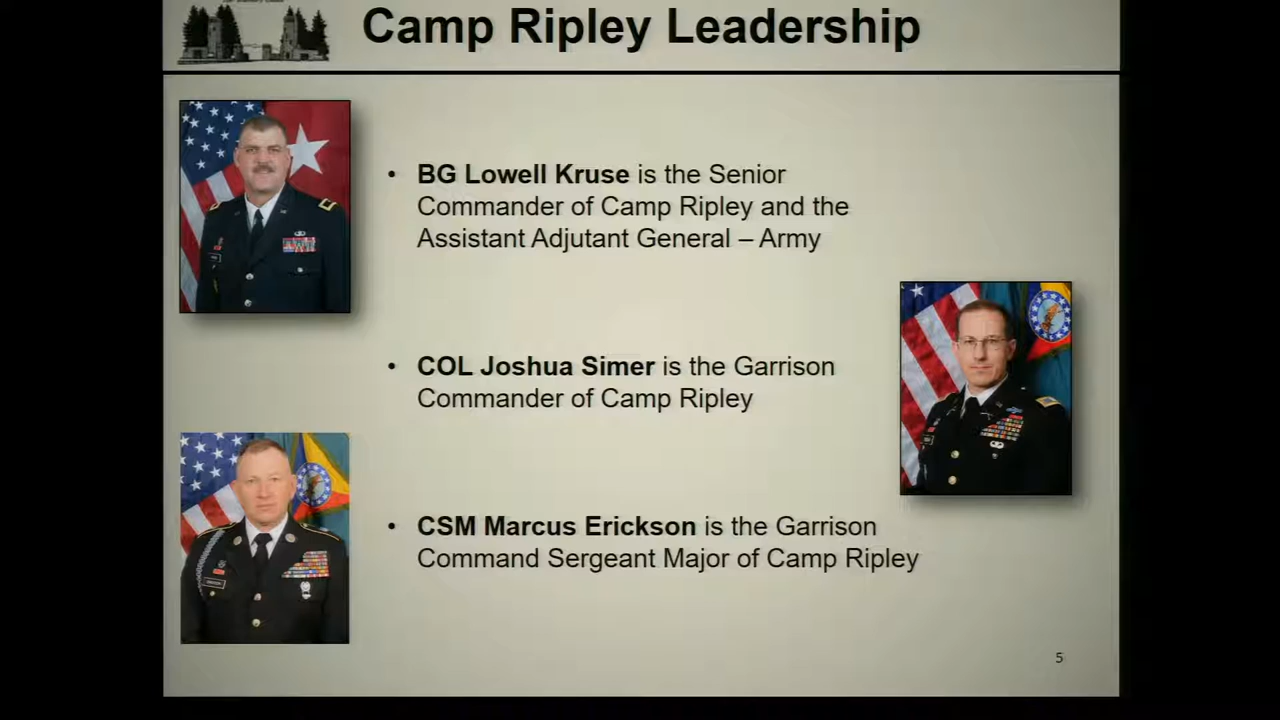 Camp Ripley Leadership
• BG Lowell Kruse is the Senior
Commander of Camp Ripley and the
Assistant Adjutant General – Army
• COL Joshua Simer is the Garrison
Commander of Camp Ripley
• CSM Marcus Erickson is the Garrison
Command Sergeant Major of Camp Ripley
5